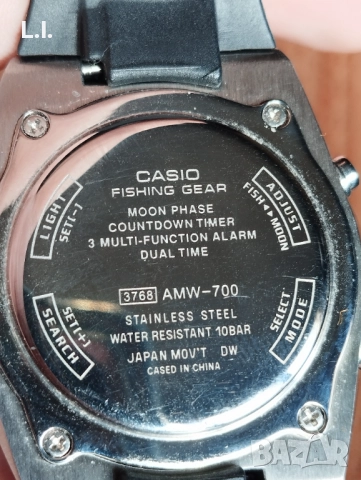 L.I.
CASIO
FISHING GEAR
MOON PHASE
COUNTDOWN TIMER
3 MULTI-FUNCTION ALARM
DUAL TIME
LIGHT
SET[-]
ADJUST
FISH◀▶MOON
3768 AMW-700
STAINLESS STEEL
WATER RESISTANT 10BAR
JAPAN MOV'T DW
CASED IN CHINA
SET[+]
SEARCH
SELECT
MODE
BAZAR